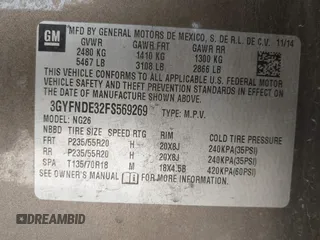 GM
MFD BY GENERAL MOTORS DE MEXICO, S. DE R.L. DE C.V. 11/14
GVWR GAWR FRT GAWR RR
2480 KG 1410 KG 1300 KG
5467 LB 3108 LB 2866 LB
THIS VEHICLE CONFORMS TO ALL APPLICABLE U.S. FEDERAL
MOTOR VEHICLE SAFETY AND THEFT PREVENTION
STANDARDS IN EFFECT ON THE DATE OF MANUFACTURE
SHOWN ABOVE.
3GYFNDE32FS569269 TYPE: M.P.V.
MODEL: NG26
NBBD TIRE SIZE SPEED RTG RIM COLD TIRE PRESSURE
FRT P235/55R20 H 20X8J 240KPA(35PSI)
RR P235/55R20 H 20X8J 240KPA(35PSI)
SPA T135/70R18 M 18X4.5B 420KPA(60PSI)
SEE OWNER'S MANUAL FOR ADDITIONAL INFORMATION
STATBID